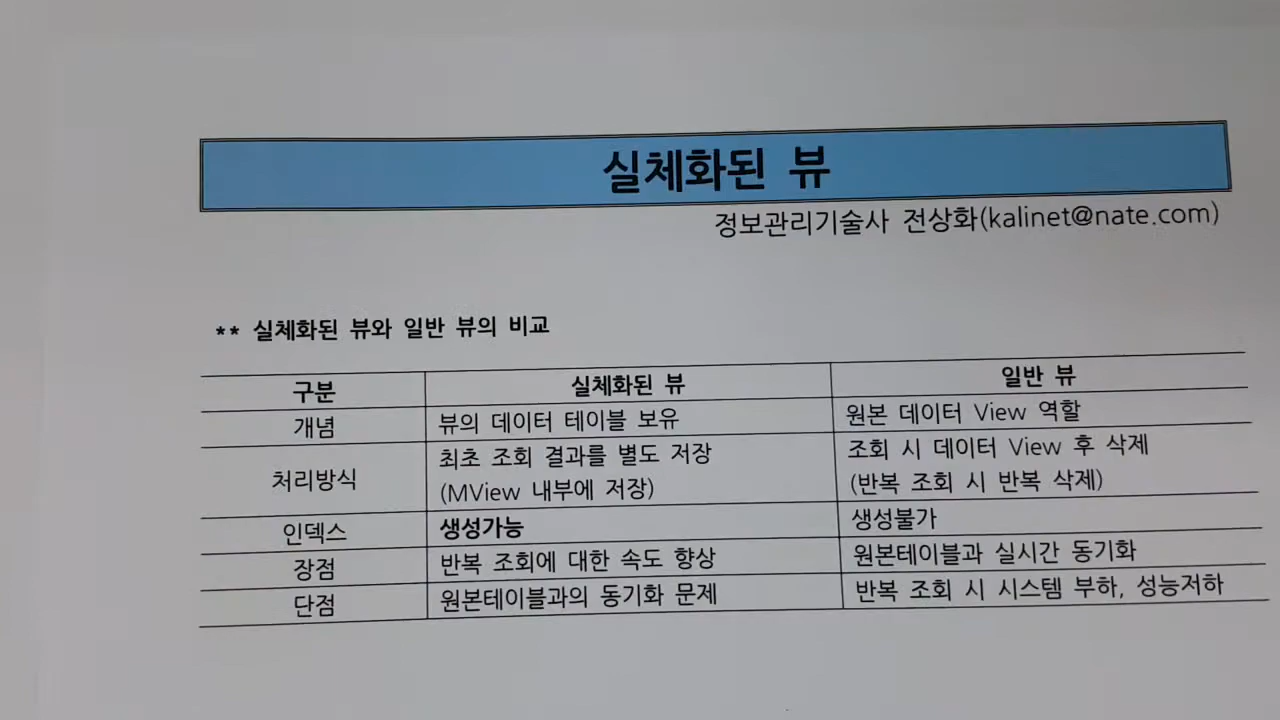 실체화된 뷰
정보관리기술사 전상화(kalinet@nate.com)
** 실체화된 뷰와 일반 뷰의 비교
구분 실체화된 뷰 일반 뷰
개념 뷰의 데이터 테이블 보유 원본 데이터 View 역할
처리방식 최초 조회 결과를 별도 저장 조회 시 데이터 View 후 삭제
(MView 내부에 저장) (반복 조회 시 반복 삭제)
인덱스 생성가능 생성불가
장점 반복 조회에 대한 속도 향상 원본테이블과 실시간 동기화
단점 원본테이블과의 동기화 문제 반복 조회 시 시스템 부하, 성능저하